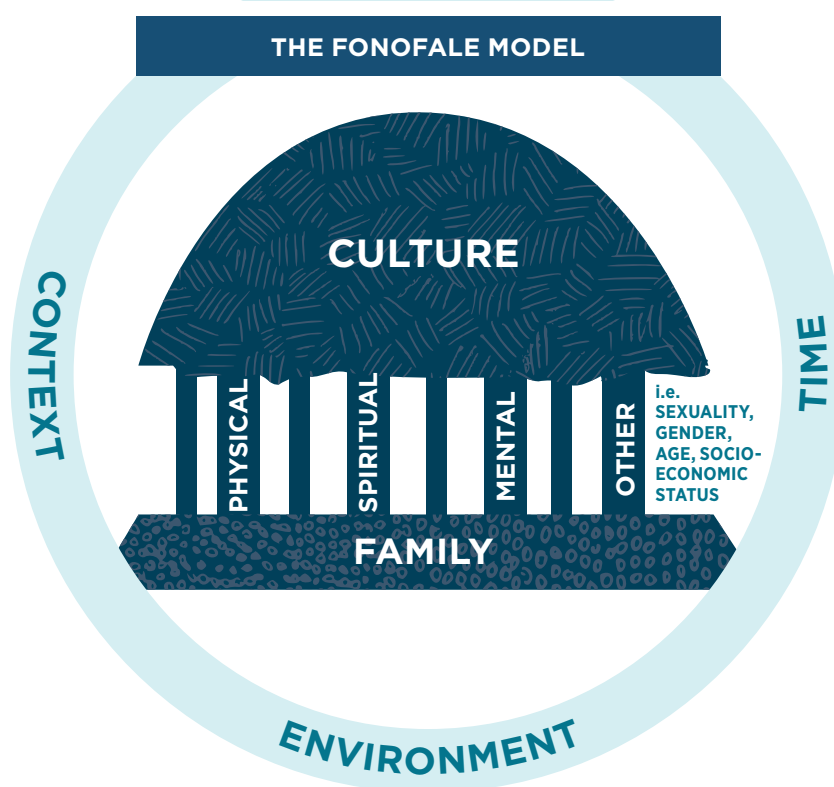 THE FONOFALE MODEL
CULTURE
CONTEXT
TIME
PHYSICAL
SPIRITUAL
MENTAL
OTHER
i.e.
SEXUALITY,
GENDER,
AGE, SOCIO-
ECONOMIC
STATUS
FAMILY
ENVIRONMENT